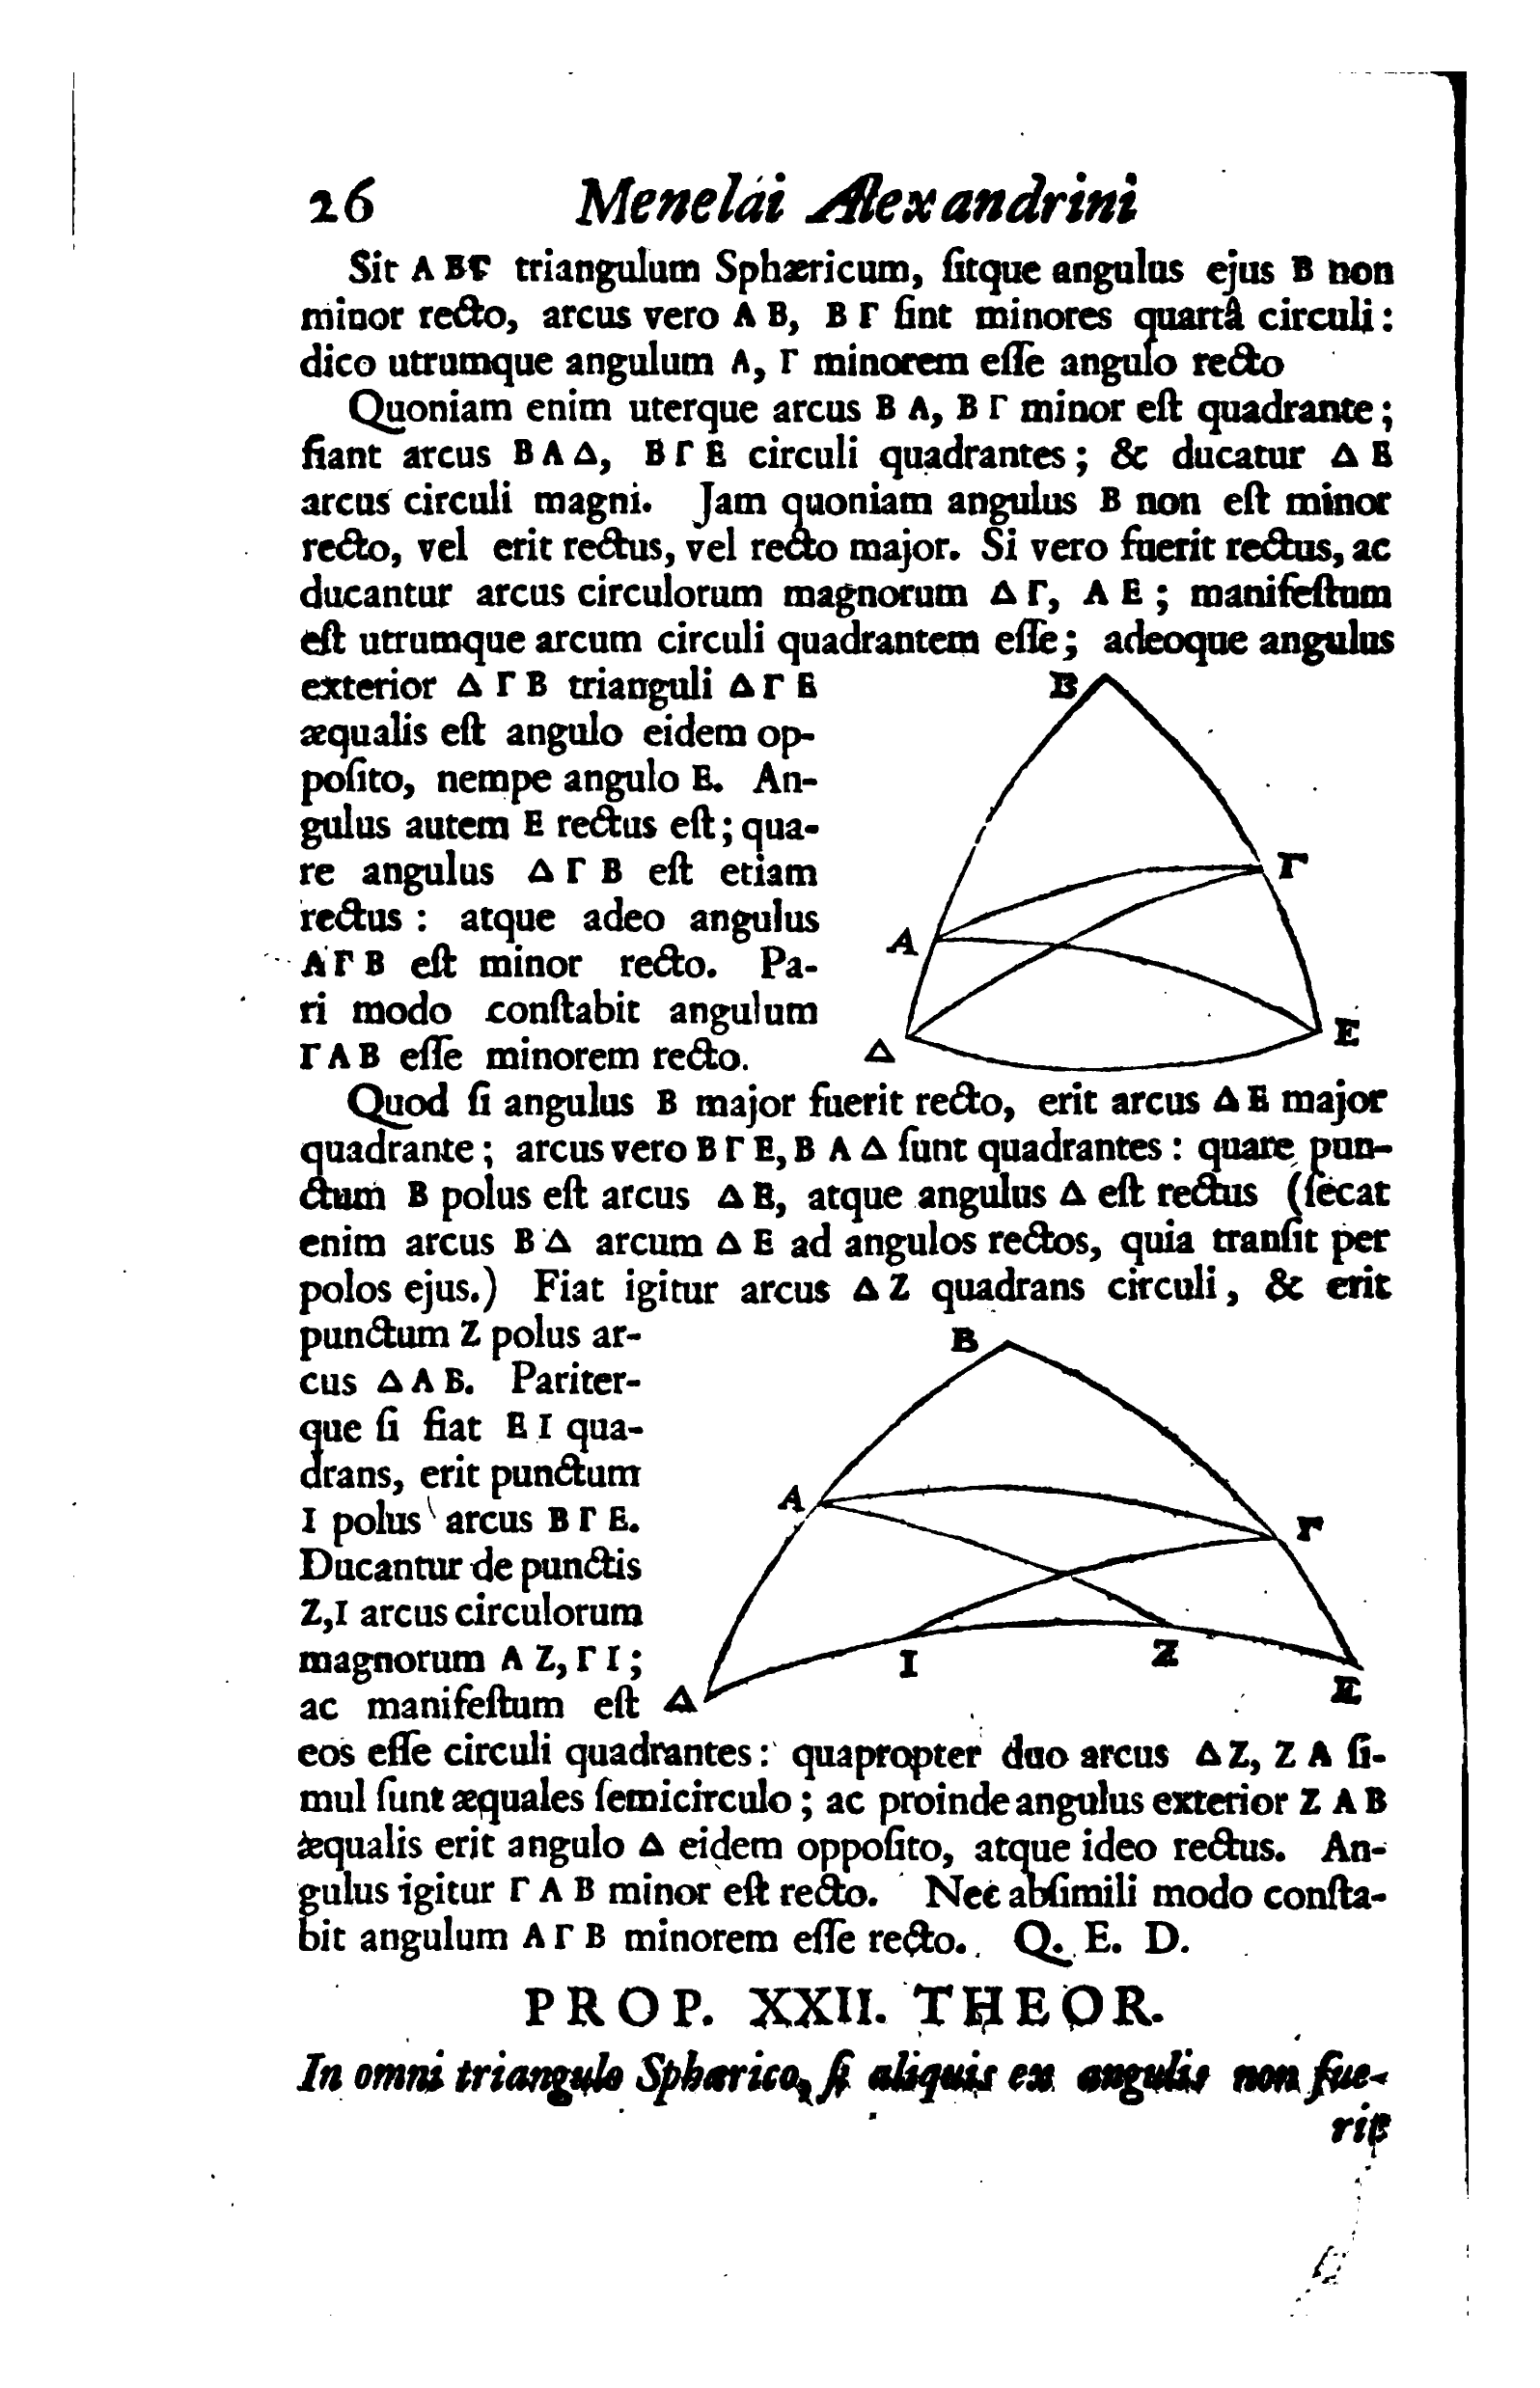 26 Menelai Alexandrini
Sit Α Β Γ triangulum Sphæricum, ſitque angulus ejus Β non
minor recto, arcus vero Α Β, Β Γ ſint minores quartâ circuli:
dico utrumque angulum Α, Γ minorem eſſe angulo recto
Quoniam enim uterque arcus Β Α, Β Γ minor eſt quadrante;
fiant arcus Β Α Δ, Β Γ Ε circuli quadrantes; & ducatur Δ Ε
arcus circuli magni. Jam quoniam angulus Β non eſt minor
recto, vel erit rectus, vel recto major. Si vero fuerit rectus, ac
ducantur arcus circulorum magnorum Δ Γ, Α Ε; manifeſtum
eſt utrumque arcum circuli quadrantem eſſe; adeoque angulus
exterior Δ Γ Β trianguli Δ Γ Ε
æqualis eſt angulo eidem op-
poſito, nempe angulo Ε. An-
gulus autem Ε rectus eſt; qua-
re angulus Δ Γ Β eſt etiam
rectus: atque adeo angulus
Α Γ Β eſt minor recto. Pa-
ri modo conſtabit angulum
Γ Α Β eſſe minorem recto.
Β
Γ
Α
Ε
Δ
Quod ſi angulus Β major fuerit recto, erit arcus Δ Ε major
quadrante; arcus vero Β Γ Ε, Β Α Δ ſunt quadrantes: quare pun-
ctum Β polus eſt arcus Δ Ε, atque angulus Δ eſt rectus (ſecat
enim arcus Β Δ arcum Δ Ε ad angulos rectos, quia tranſit per
polos ejus.) Fiat igitur arcus Δ Ζ quadrans circuli, & erit
punctum Ζ polus ar-
cus Δ Α Β. Pariter-
que ſi fiat Ε Ι qua-
drans, erit punctum
Ι polus arcus Β Γ Ε.
Ducantur de punctis
Ζ, Ι arcus circulorum
magnorum Α Ζ, Γ Ι;
ac manifeſtum eſt
Β
Α
Γ
Ι
Ζ
Ε
Δ
eos eſſe circuli quadrantes: quapropter duo arcus Δ Ζ, Ζ Α ſi-
mul ſunt æquales ſemicirculo; ac proinde angulus exterior Ζ Α Β
æqualis erit angulo Δ eidem oppoſito, atque ideo rectus. An-
gulus igitur Γ Α Β minor eſt recto. Nec abſimili modo conſta-
bit angulum Α Γ Β minorem eſſe recto. Q. E. D.
PROP. XXII. THEOR.
In omni triangulo Sphærico, ſi aliquis ex angulis non fue-
rit